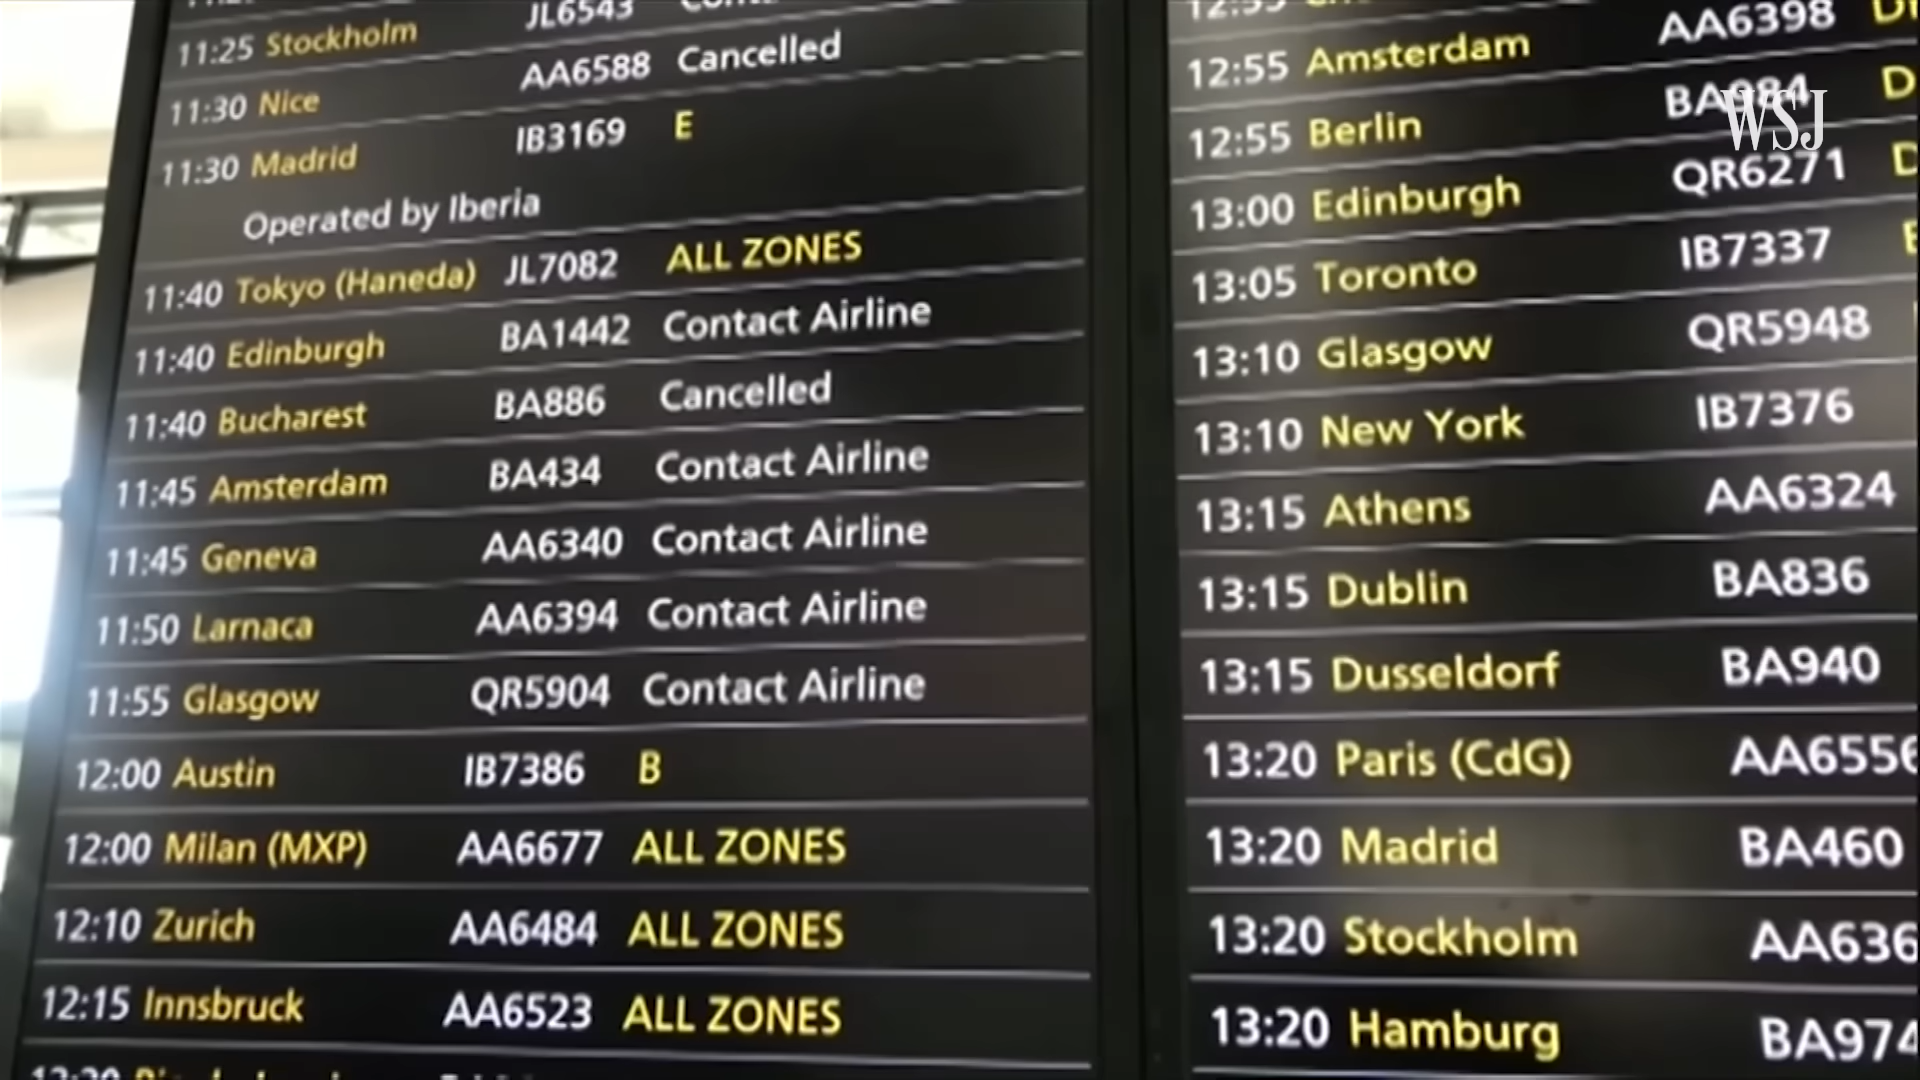 11:25 Stockholm JL6543
11:30 Nice AA6588 Cancelled
11:30 Madrid IB3169 E
Operated by Iberia
11:40 Tokyo (Haneda) JL7082 ALL ZONES
11:40 Edinburgh BA1442 Contact Airline
11:40 Bucharest BA886 Cancelled
11:45 Amsterdam BA434 Contact Airline
11:45 Geneva AA6340 Contact Airline
11:50 Larnaca AA6394 Contact Airline
11:55 Glasgow QR5904 Contact Airline
12:00 Austin IB7386 B
12:00 Milan (MXP) AA6677 ALL ZONES
12:10 Zurich AA6484 ALL ZONES
12:15 Innsbruck AA6523 ALL ZONES
12:55 Amsterdam AA6398
12:55 Berlin BA984
13:00 Edinburgh QR6271
13:05 Toronto IB7337
13:10 Glasgow QR5948
13:10 New York IB7376
13:15 Athens AA6324
13:15 Dublin BA836
13:15 Dusseldorf BA940
13:20 Paris (CdG) AA6556
13:20 Madrid BA460
13:20 Stockholm AA636
13:20 Hamburg BA974
WSJ